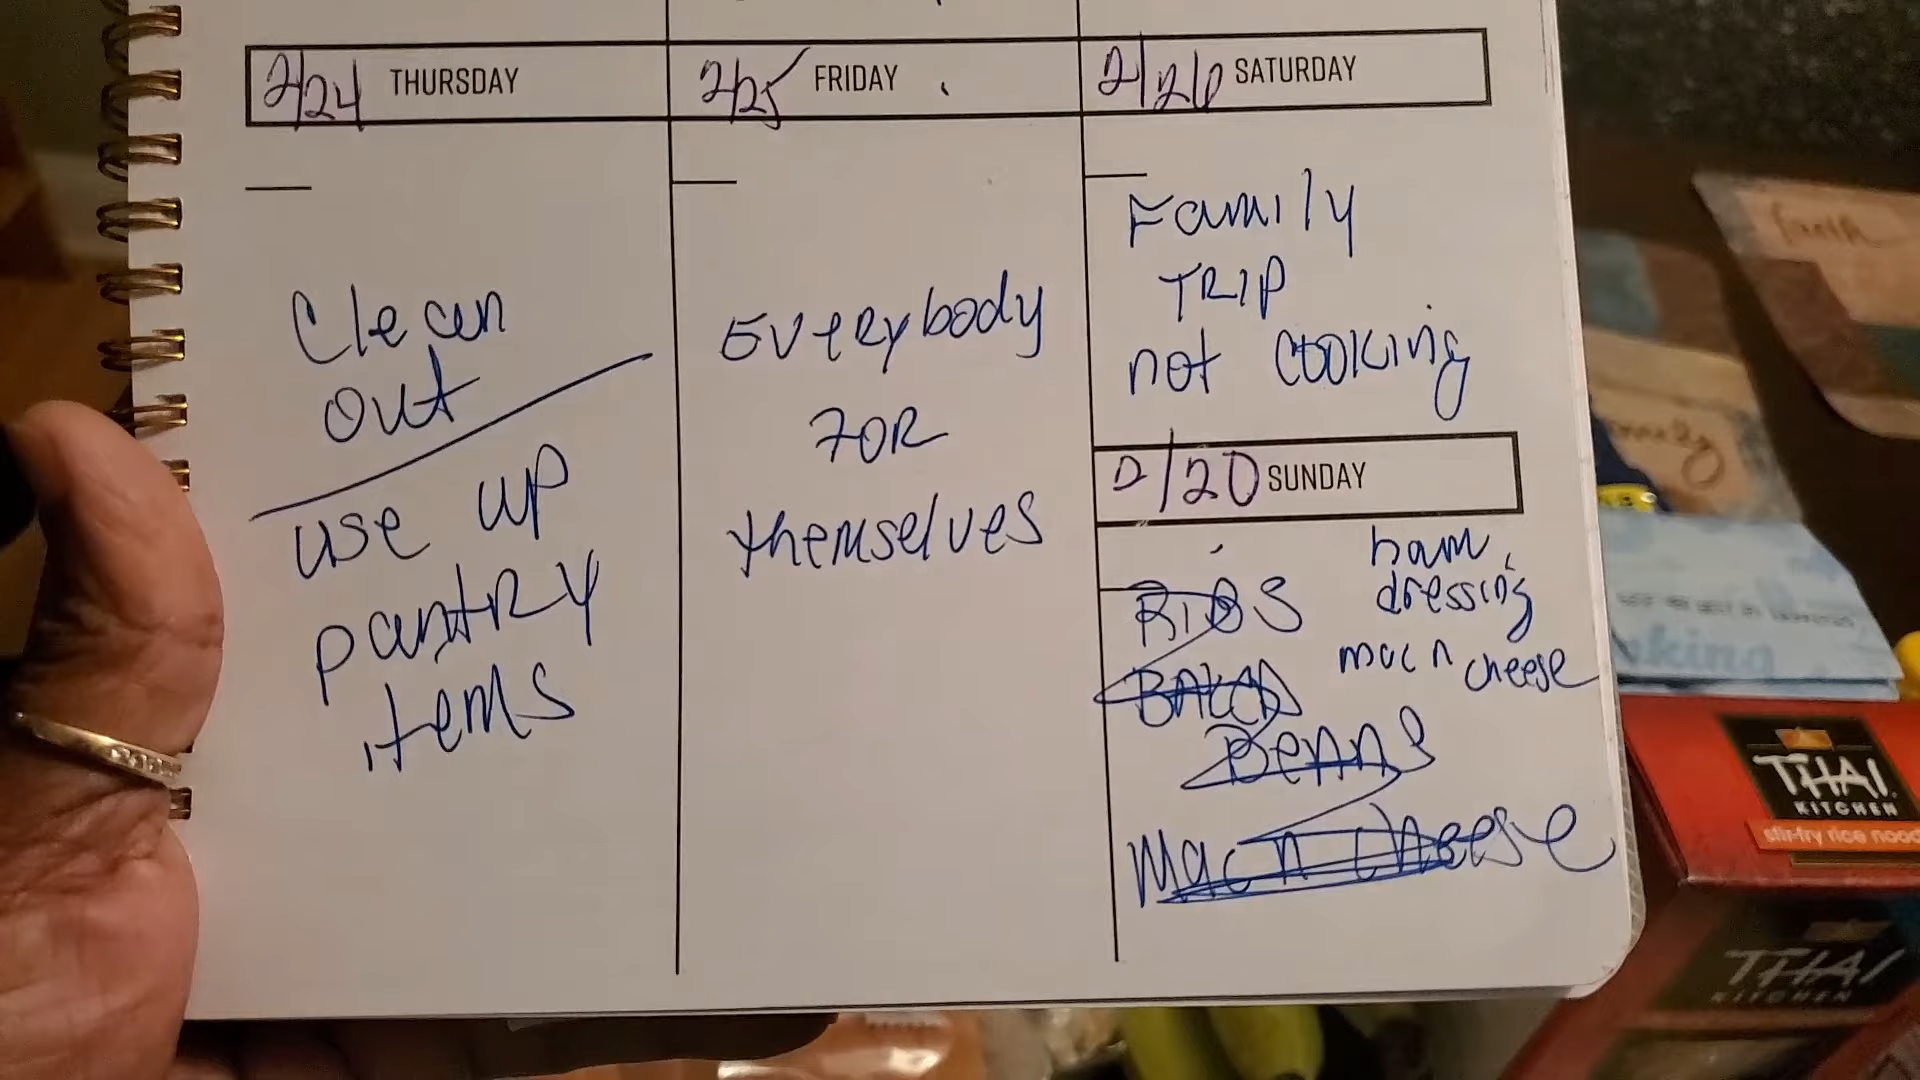 2/24 THURSDAY
Clean
out
use up
pantry
items
2/25 FRIDAY
Everybody
FOR
themselves
2/26 SATURDAY
Family
TRIP
not cooking
2/20 SUNDAY
RIBS
BAKED
Beans
Mac n cheese
ham,
dressing
mac n cheese
THAI
KITCHEN
stir-fry rice nood
THAI
KITCHEN